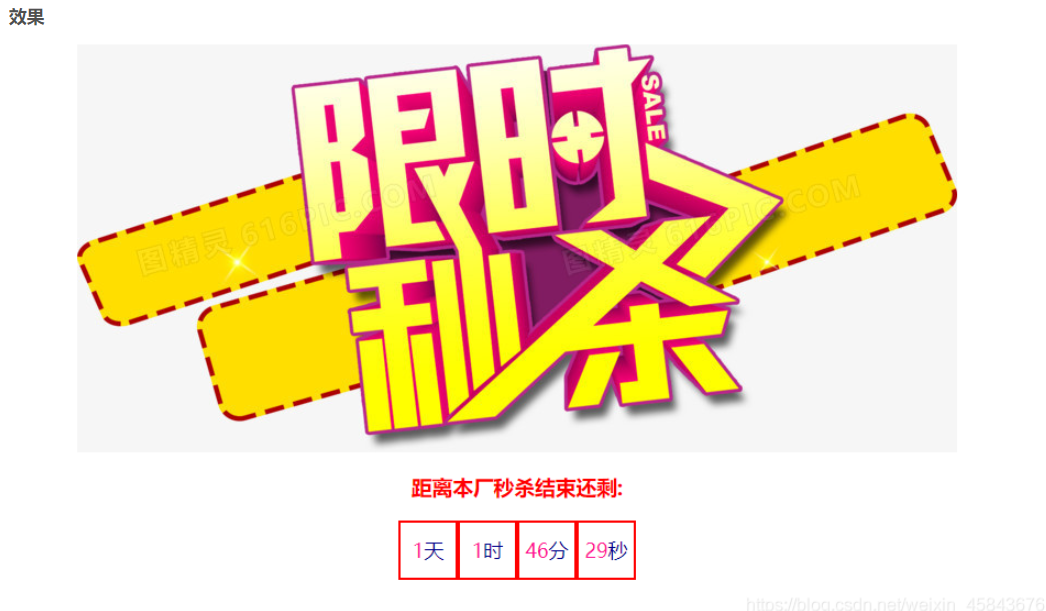 效果
限时
SALE
秒杀
图精灵 616PIC.COM
图精灵 616PIC.COM
距离本厂秒杀结束还剩:
1天 1时 46分 29秒
https://blog.csdn.net/weixin_45843676